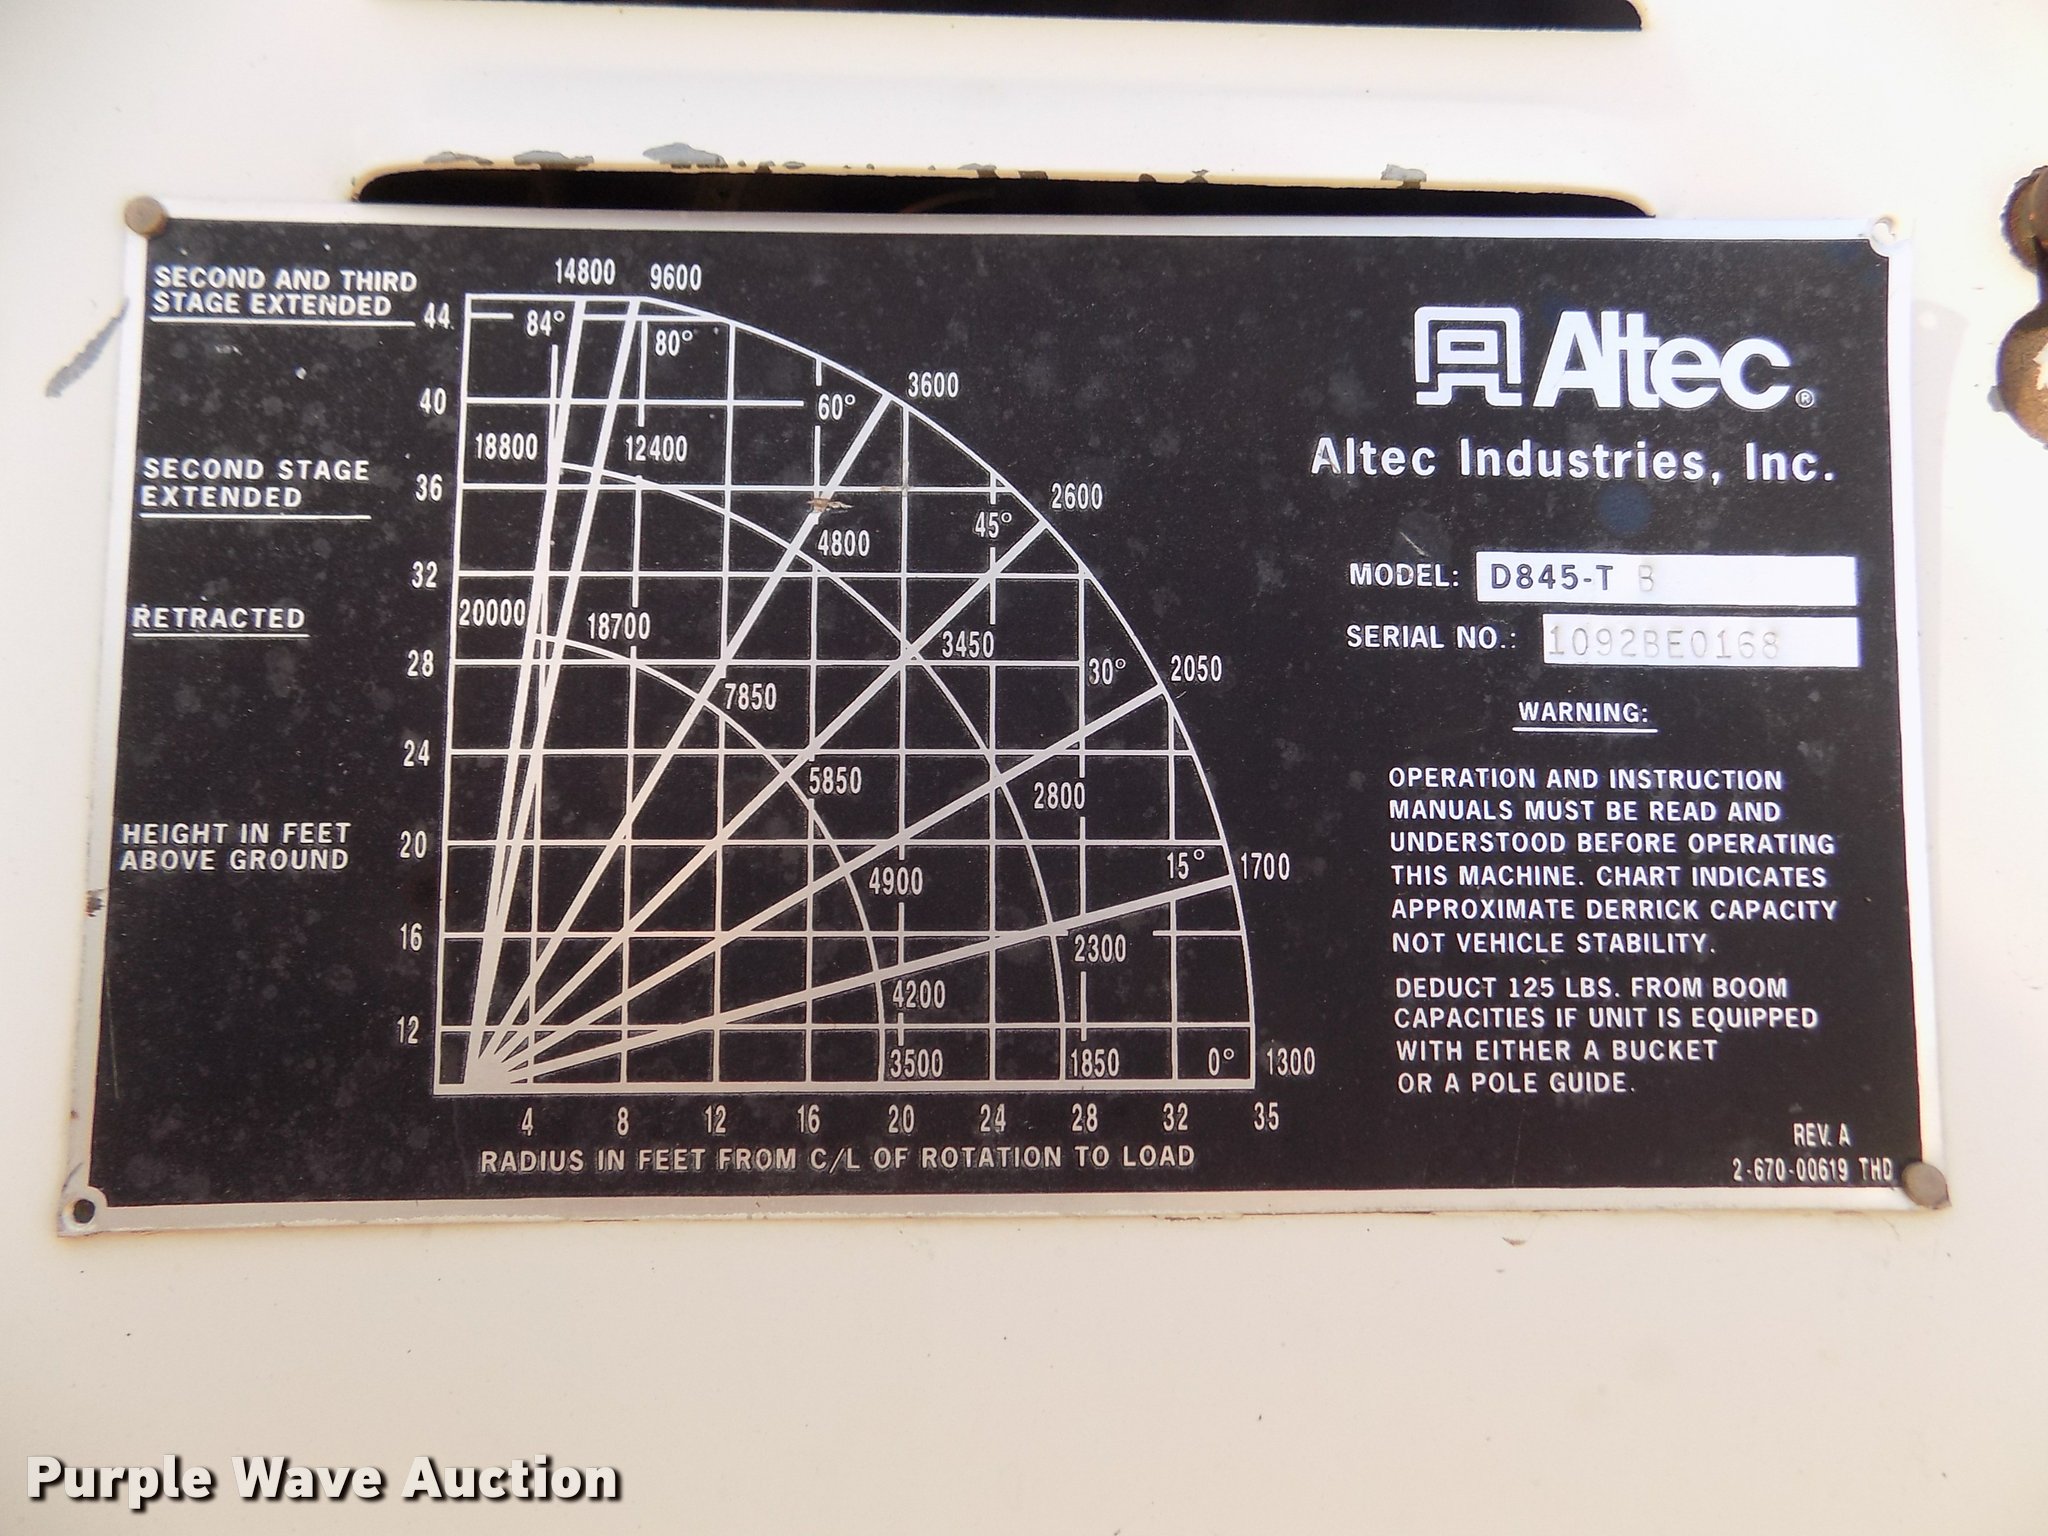 SECOND AND THIRD
STAGE EXTENDED
14800
9600
44
84°
80°
3600
40
60°
SECOND STAGE
EXTENDED
18800
12400
36
2600
45°
4800
32
RETRACTED
20000
18700
3450
28
30°
2050
7850
24
5850
2800
HEIGHT IN FEET
ABOVE GROUND
20
15°
1700
4900
16
2300
4200
12
3500
1850
0°
1300
4 8 12 16 20 24 28 32 35
RADIUS IN FEET FROM C/L OF ROTATION TO LOAD
Altec®
Altec Industries, Inc.
MODEL: D845-T B
SERIAL NO.: 1092BE0168
WARNING:
OPERATION AND INSTRUCTION
MANUALS MUST BE READ AND
UNDERSTOOD BEFORE OPERATING
THIS MACHINE. CHART INDICATES
APPROXIMATE DERRICK CAPACITY
NOT VEHICLE STABILITY.
DEDUCT 125 LBS. FROM BOOM
CAPACITIES IF UNIT IS EQUIPPED
WITH EITHER A BUCKET
OR A POLE GUIDE.
REV. A
2-670-00619 THD
Purple Wave Auction